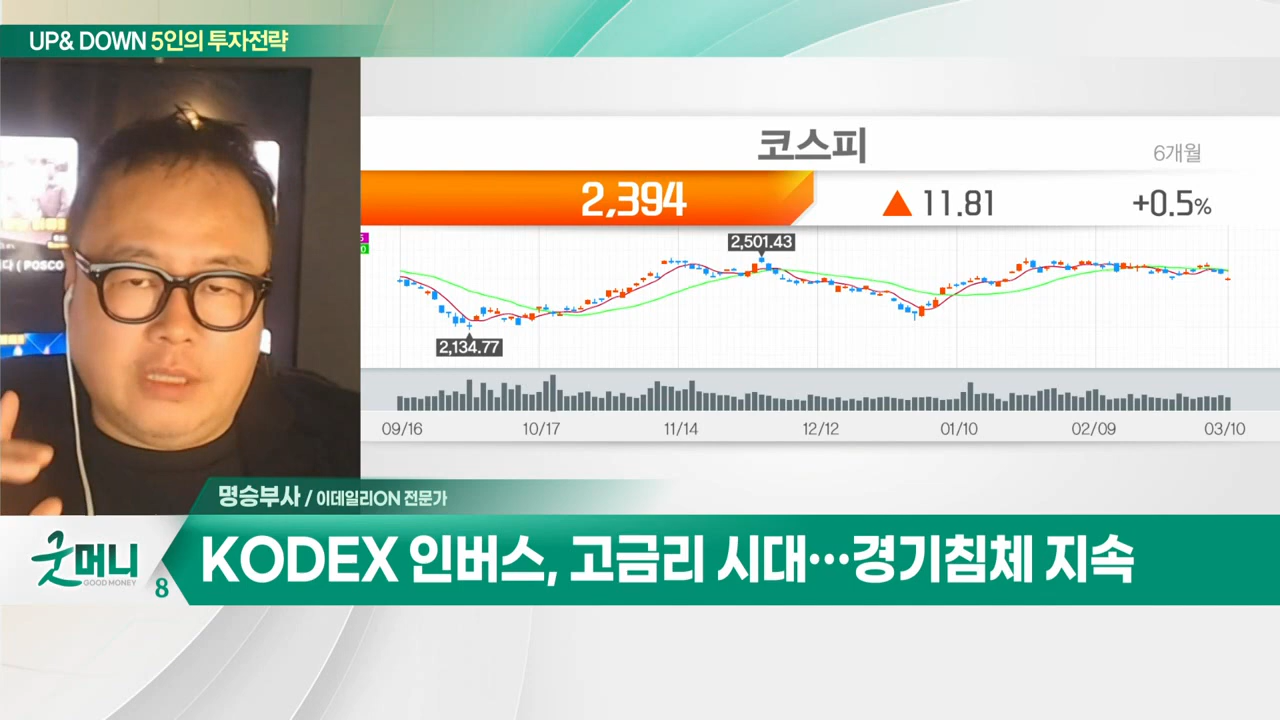 UP& DOWN 5인의 투자전략
코스피
6개월
2,394 ▲ 11.81 +0.5%
2,501.43
2,134.77
09/16 10/17 11/14 12/12 01/10 02/09 03/10
다 ( POSCO
명승부사 / 이데일리ON 전문가
굿머니
GOOD MONEY
8
KODEX 인버스, 고금리 시대…경기침체 지속